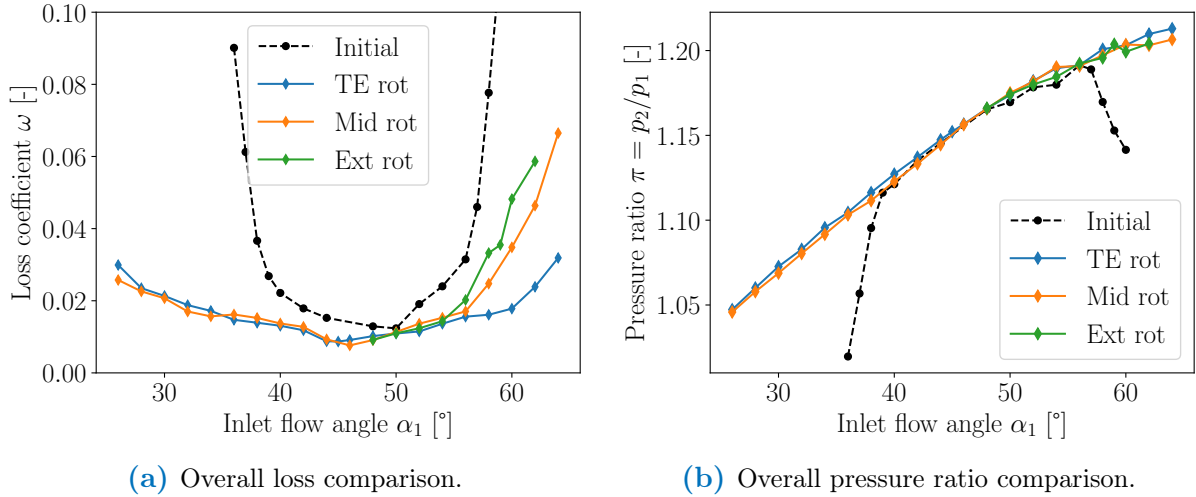 0.10
0.08
0.06
0.04
0.02
0.00
Loss coefficient ω [-]
Initial
TE rot
Mid rot
Ext rot
30 40 50 60
Inlet flow angle α₁ [°]
(a) Overall loss comparison.
1.20
1.15
1.10
1.05
Pressure ratio π = p₂/p₁ [-]
Initial
TE rot
Mid rot
Ext rot
30 40 50 60
Inlet flow angle α₁ [°]
(b) Overall pressure ratio comparison.